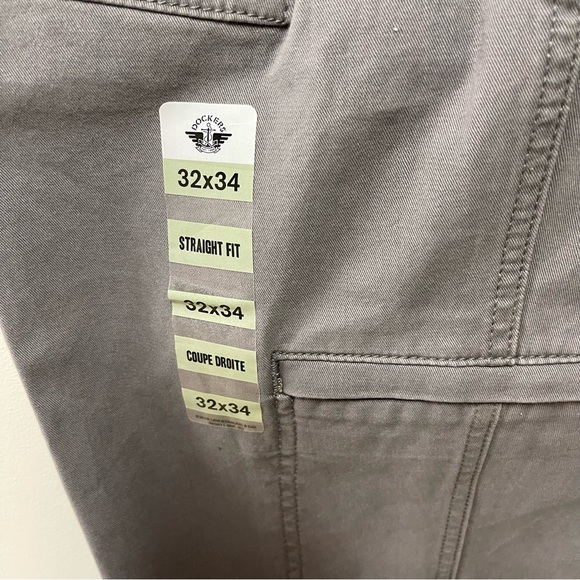 DOCKERS
32x34
STRAIGHT FIT
32x34
COUPE DROITE
32x34